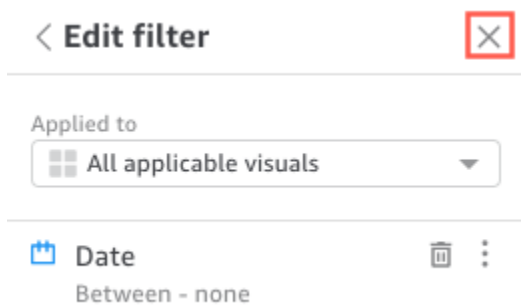 Edit filter
Applied to
All applicable visuals
Date
Between - none